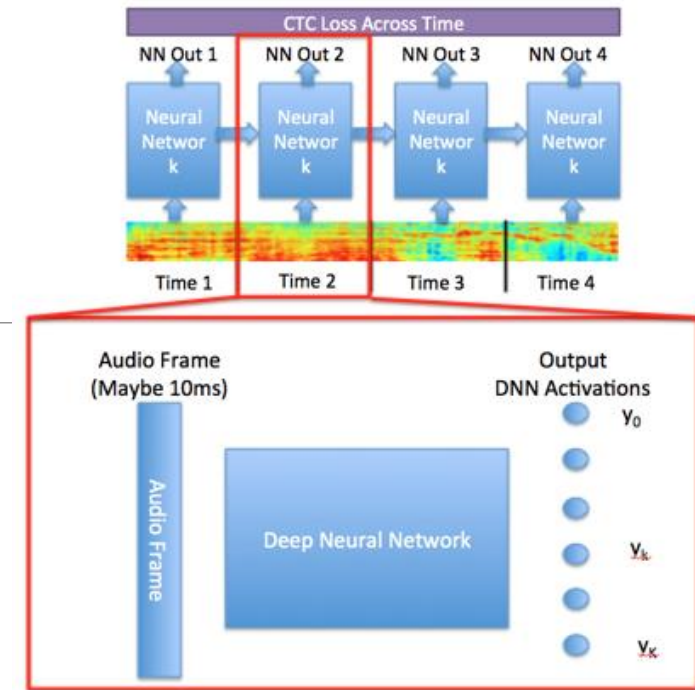 CTC Loss Across Time
NN Out 1 NN Out 2 NN Out 3 NN Out 4
Neural Networ k
Neural Networ k
Neural Networ k
Neural Networ k
Time 1 Time 2 Time 3 Time 4
Audio Frame
(Maybe 10ms)
Audio Frame
Deep Neural Network
Output
DNN Activations
y₀
yₖ
y_K